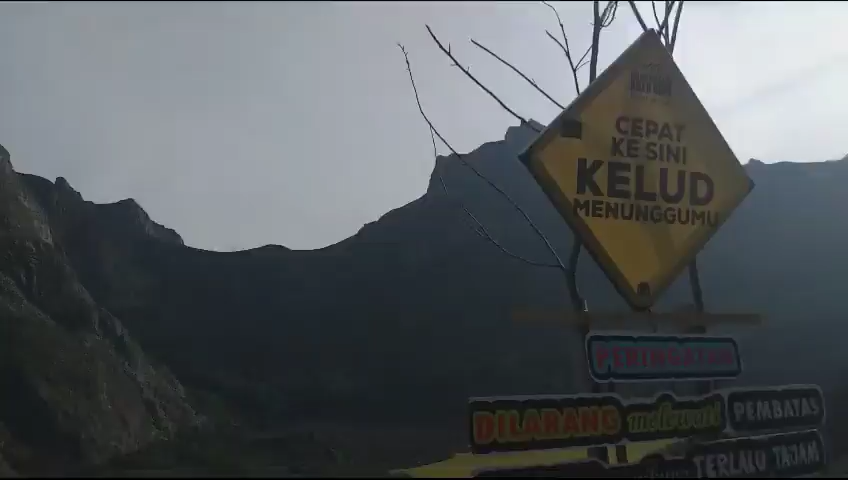 CEPAT
KE SINI
KELUD
MENUNGGUMU
PERINGATAN
DILARANG melewati PEMBATAS
TERLALU TAJAM